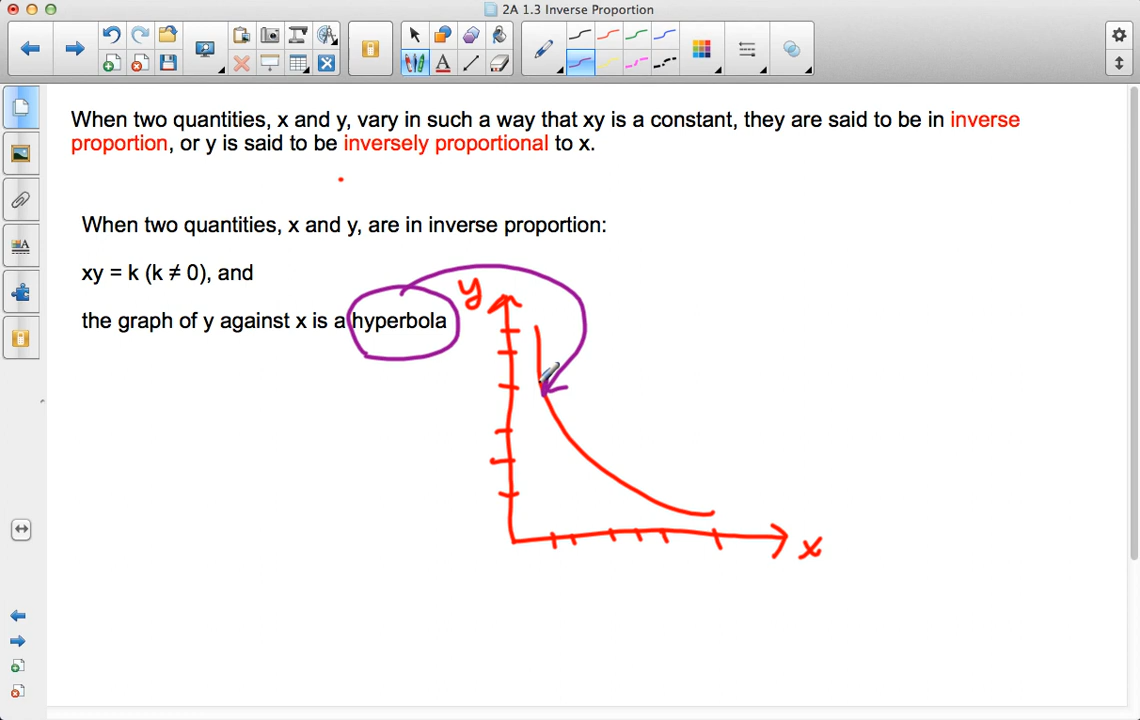 2A 1.3 Inverse Proportion
When two quantities, x and y, vary in such a way that xy is a constant, they are said to be in inverse
proportion, or y is said to be inversely proportional to x.
When two quantities, x and y, are in inverse proportion:
xy = k (k ≠ 0), and
the graph of y against x is a hyperbola
y
x